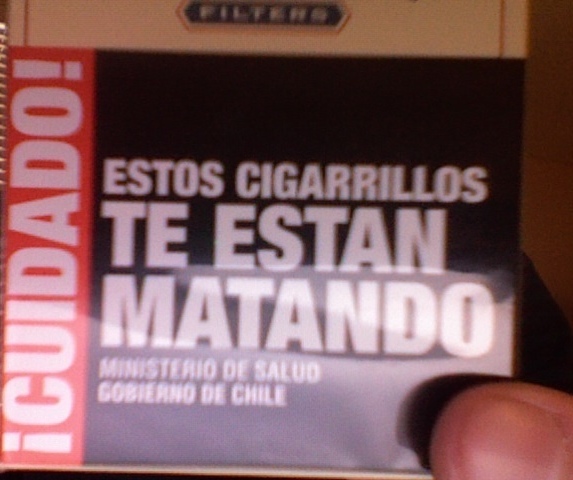 FILTERS
¡CUIDADO!
ESTOS CIGARRILLOS
TE ESTAN
MATANDO
MINISTERIO DE SALUD
GOBIERNO DE CHILE